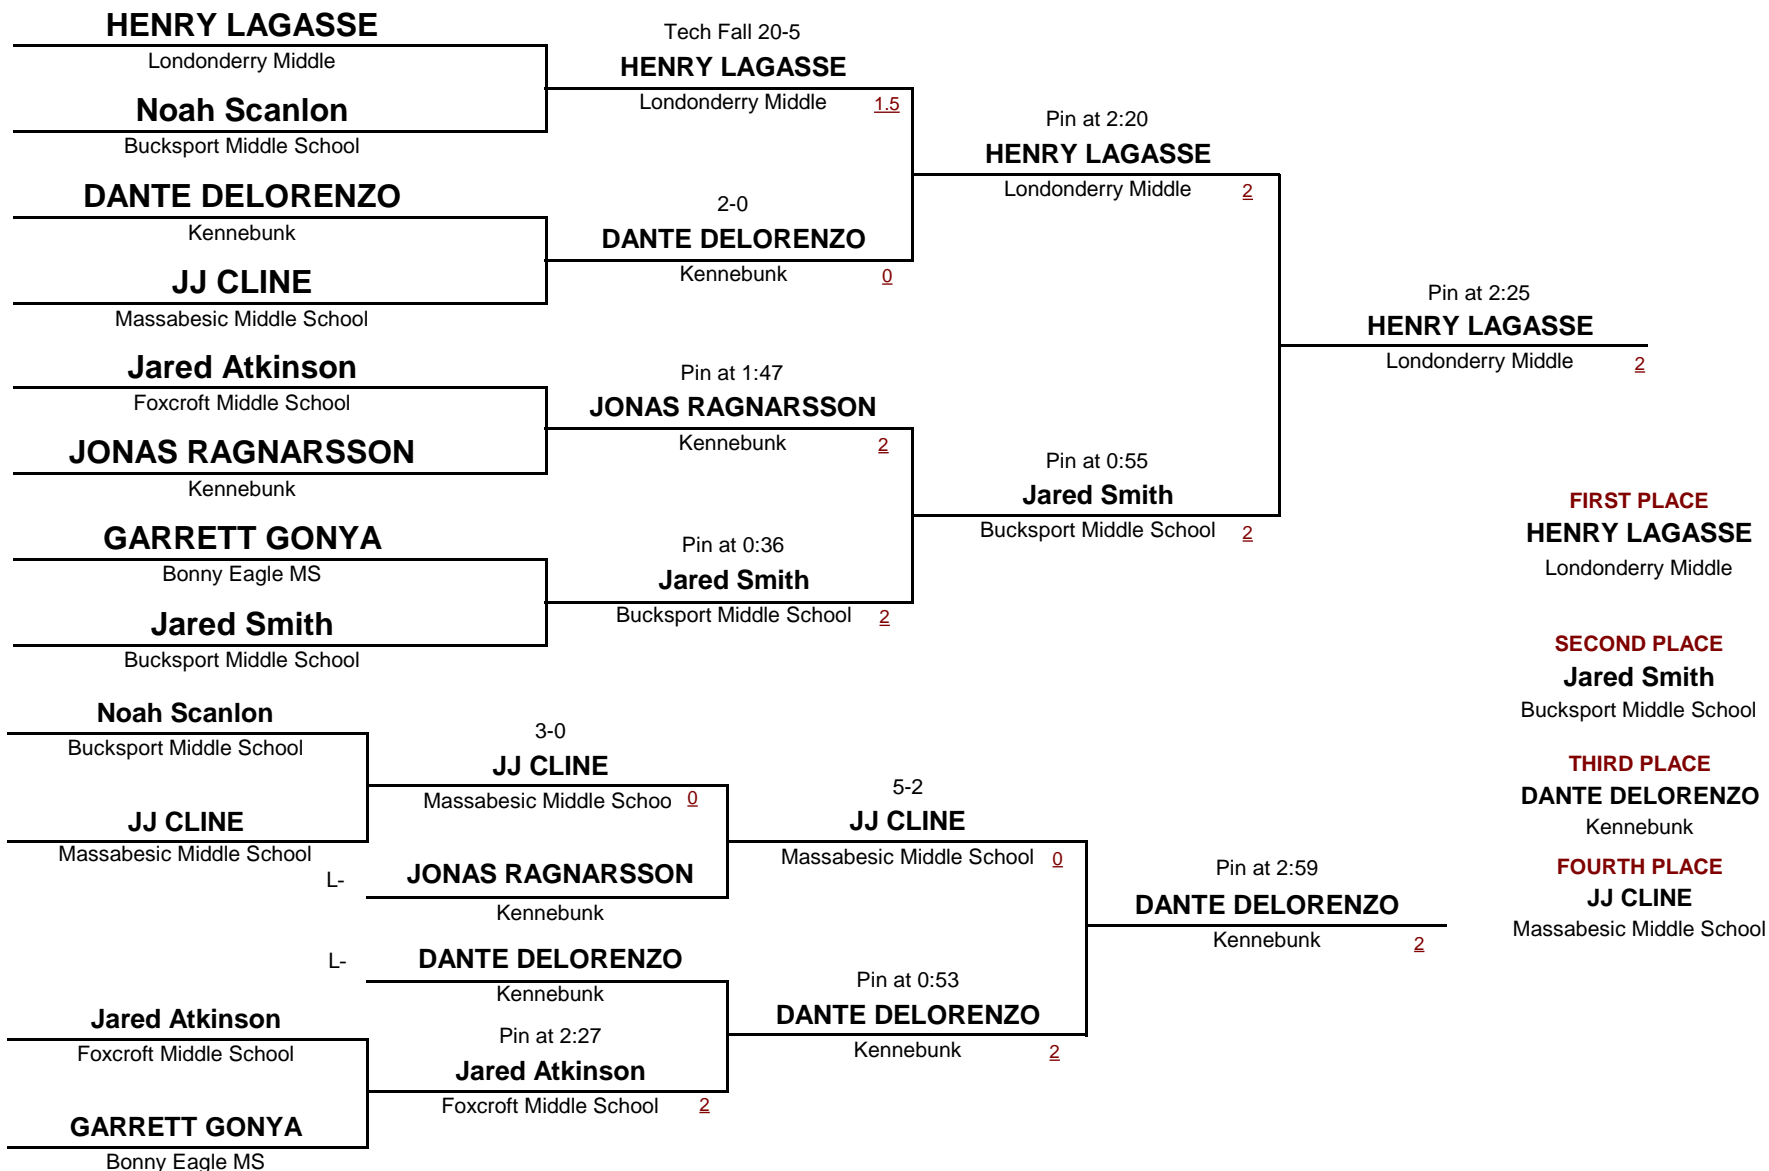 HENRY LAGASSE
Londonderry Middle
Noah Scanlon
Bucksport Middle School
DANTE DELORENZO
Kennebunk
JJ CLINE
Massabesic Middle School
Jared Atkinson
Foxcroft Middle School
JONAS RAGNARSSON
Kennebunk
GARRETT GONYA
Bonny Eagle MS
Jared Smith
Bucksport Middle School
Tech Fall 20-5
HENRY LAGASSE
Londonderry Middle 1.5
2-0
DANTE DELORENZO
Kennebunk 0
Pin at 1:47
JONAS RAGNARSSON
Kennebunk 2
Pin at 0:36
Jared Smith
Bucksport Middle School 2
Pin at 2:20
HENRY LAGASSE
Londonderry Middle 2
Pin at 0:55
Jared Smith
Bucksport Middle School 2
Pin at 2:25
HENRY LAGASSE
Londonderry Middle 2
FIRST PLACE
HENRY LAGASSE
Londonderry Middle
SECOND PLACE
Jared Smith
Bucksport Middle School
THIRD PLACE
DANTE DELORENZO
Kennebunk
FOURTH PLACE
JJ CLINE
Massabesic Middle School
Noah Scanlon
Bucksport Middle School
JJ CLINE
Massabesic Middle School
3-0
JJ CLINE
Massabesic Middle Schoo 0
L- JONAS RAGNARSSON
Kennebunk
L- DANTE DELORENZO
Kennebunk
Jared Atkinson
Foxcroft Middle School
GARRETT GONYA
Bonny Eagle MS
Pin at 2:27
Jared Atkinson
Foxcroft Middle School 2
5-2
JJ CLINE
Massabesic Middle School 0
Pin at 0:53
DANTE DELORENZO
Kennebunk 2
Pin at 2:59
DANTE DELORENZO
Kennebunk 2